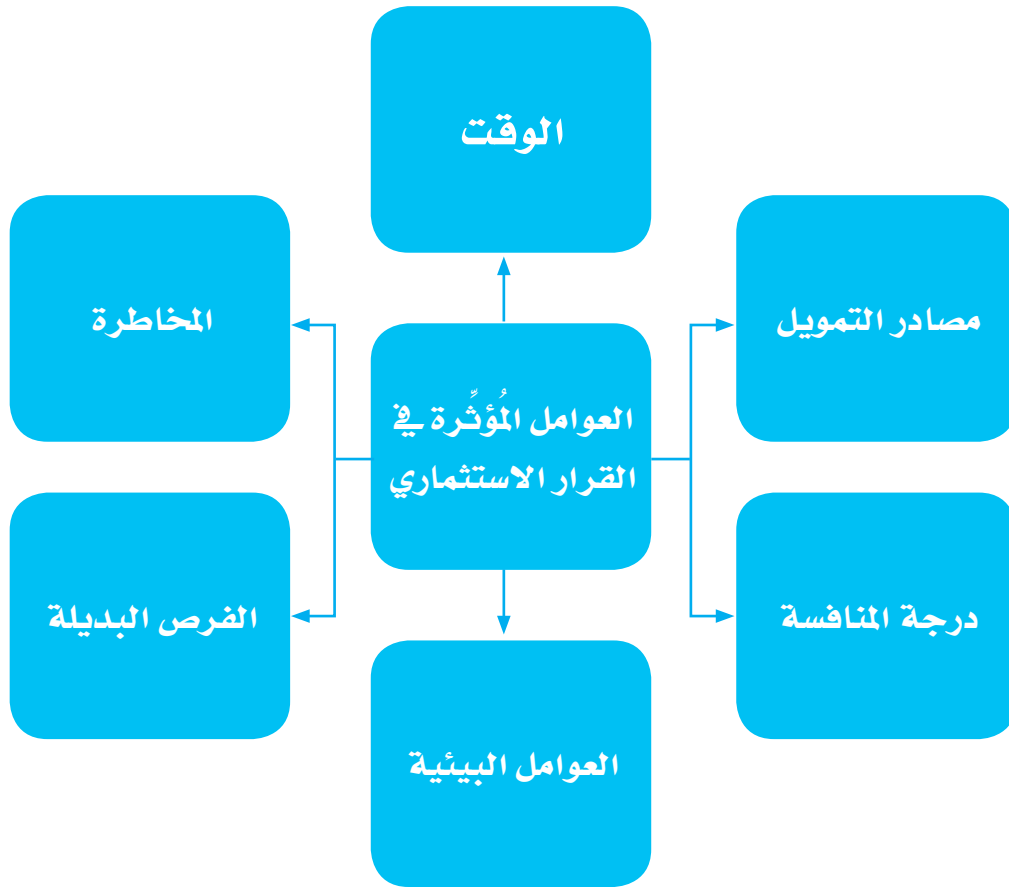 الوقت
مصادر التمويل
المخاطرة
العوامل المُؤثِّرة في
القرار الاستثماري
درجة المنافسة
الفرص البديلة
العوامل البيئية